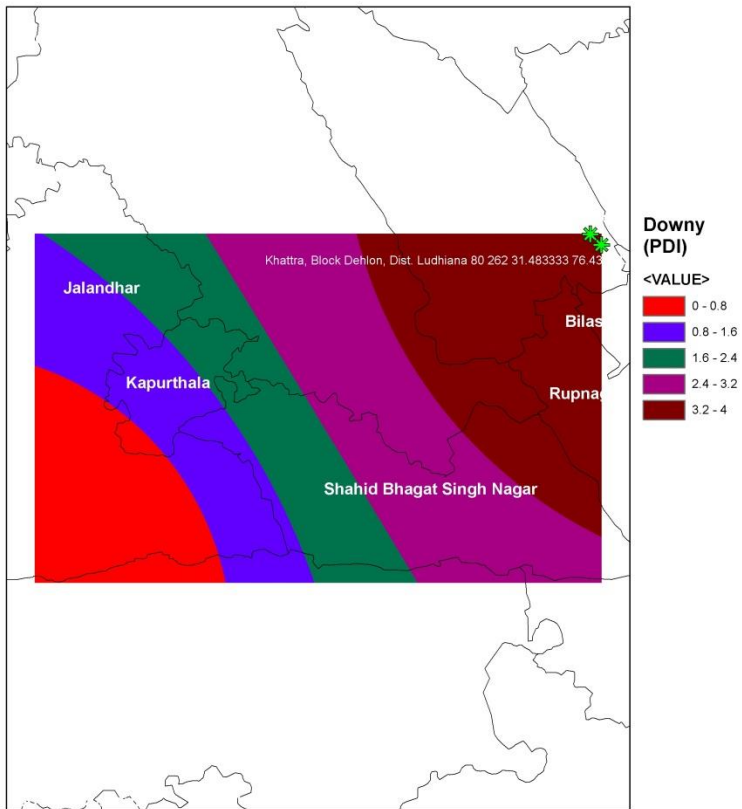 Khattra, Block Dehlon, Dist. Ludhiana 80 262 31.483333 76.43
Jalandhar
Bilas
Kapurthala
Rupnag
Shahid Bhagat Singh Nagar
Downy
(PDI)
<VALUE>
0 - 0.8
0.8 - 1.6
1.6 - 2.4
2.4 - 3.2
3.2 - 4